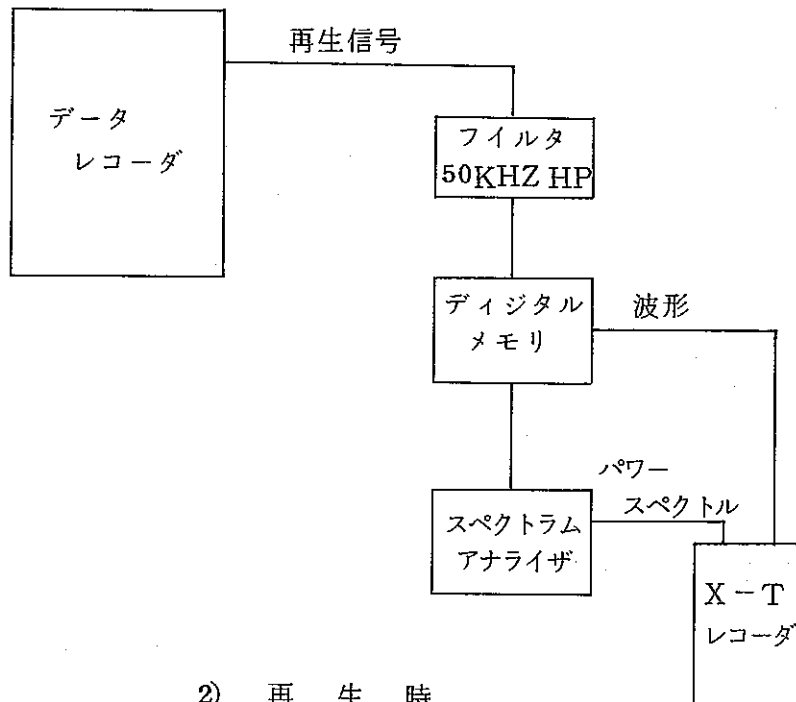 再生信号
データ
レコーダ
フイルタ
50KHZ HP
ディジタル
メモリ
波形
パワー
スペクトル
スペクトラム
アナライザ
X－T
レコーダ
2) 再 生 時